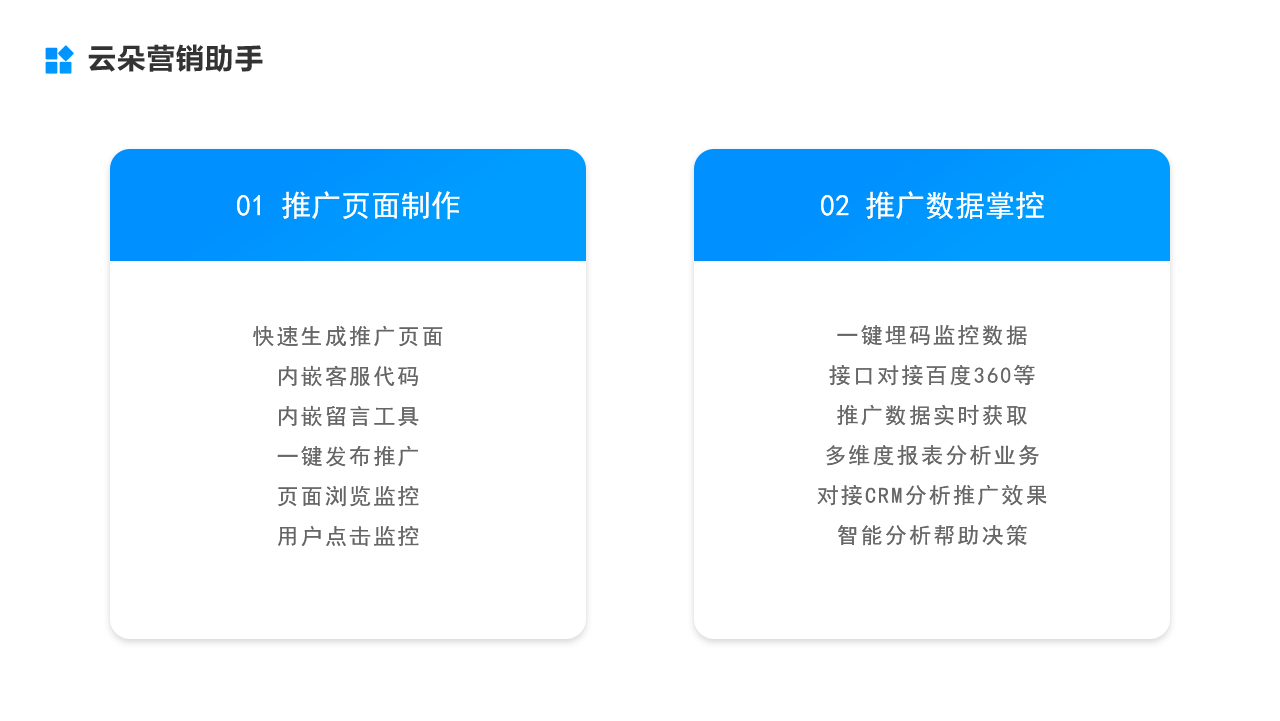 云朵营销助手
01 推广页面制作
快速生成推广页面
内嵌客服代码
内嵌留言工具
一键发布推广
页面浏览监控
用户点击监控
02 推广数据掌控
一键埋码监控数据
接口对接百度360等
推广数据实时获取
多维度报表分析业务
对接CRM分析推广效果
智能分析帮助决策